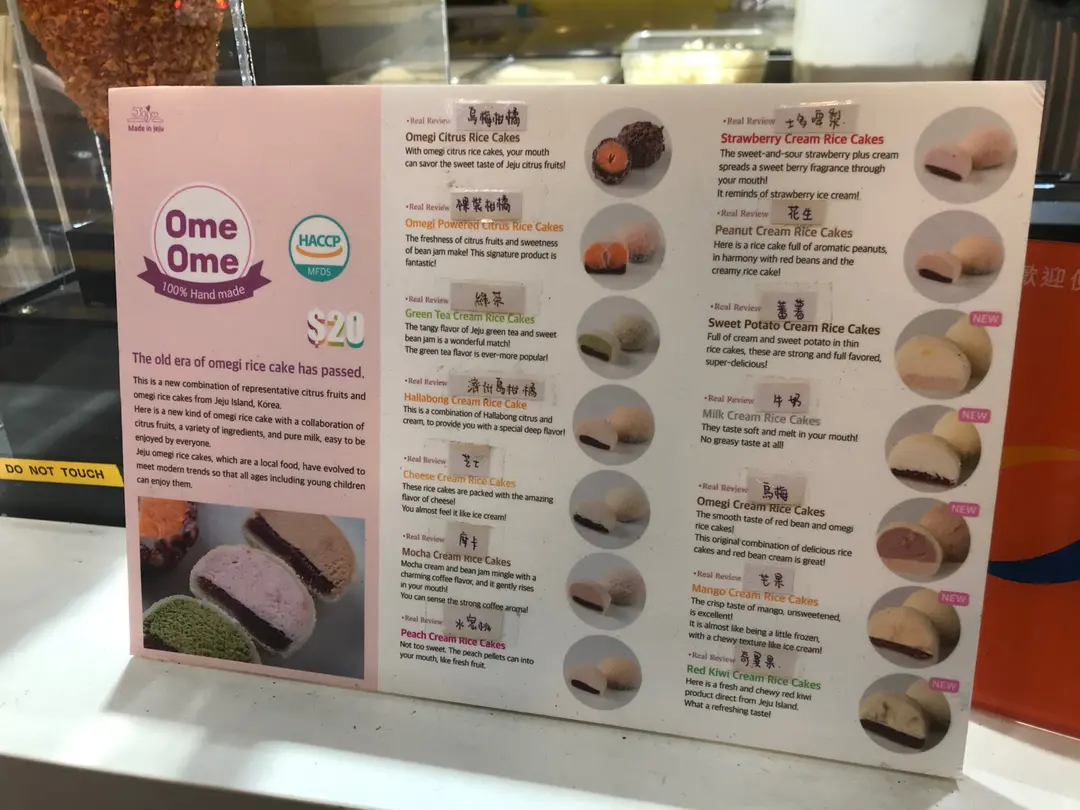 Made in Jeju
Ome
Ome
100% Hand made
HACCP
MFDS
$20
The old era of omegi rice cake has passed.
This is a new combination of representative citrus fruits and
omegi rice cakes from Jeju Island, Korea.
Here is a new kind of omegi rice cake with a collaboration of
citrus fruits, a variety of ingredients, and pure milk, easy to be
enjoyed by everyone.
Jeju omegi rice cakes, which are a local food, have evolved to
meet modern trends so that all ages including young children
can enjoy them.
DO NOT TOUCH
•Real Review
烏梅柑橘
Omegi Citrus Rice Cakes
With omegi citrus rice cakes, your mouth
can savor the sweet taste of Jeju citrus fruits!
•Real Review
裸裝柑橘
Omegi Powered Citrus Rice Cakes
The freshness of citrus fruits and sweetness
of bean jam make! This signature product is
fantastic!
•Real Review
綠茶
Green Tea Cream Rice Cakes
The tangy flavor of Jeju green tea and sweet
bean jam is a wonderful match!
The green tea flavor is ever-more popular!
•Real Review
濟州島柑橘
Hallabong Cream Rice Cake
This is a combination of Hallabong citrus and
cream, to provide you with a special deep flavor!
•Real Review
芝士
Cheese Cream Rice Cakes
These rice cakes are packed with the amazing
flavor of cheese!
You almost feel it like ice cream!
•Real Review
摩卡
Mocha Cream Rice Cakes
Mocha cream and bean jam mingle with a
charming coffee flavor, and it gently rises
in your mouth!
You can sense the strong coffee aroma!
•Real Review
水蜜桃
Peach Cream Rice Cakes
Not too sweet. The peach pellets can into
your mouth, like fresh fruit.
•Real Review
士多啤梨
Strawberry Cream Rice Cakes
The sweet-and-sour strawberry plus cream
spreads a sweet berry fragrance through
your mouth!
It reminds of strawberry ice cream!
•Real Review
花生
Peanut Cream Rice Cakes
Here is a rice cake full of aromatic peanuts,
in harmony with red beans and the
creamy rice cake!
•Real Review
蕃薯
Sweet Potato Cream Rice Cakes
Full of cream and sweet potato in thin
rice cakes, these are strong and full flavored,
super-delicious!
NEW
•Real Review
牛奶
Milk Cream Rice Cakes
They taste soft and melt in your mouth!
No greasy taste at all!
NEW
•Real Review
烏梅
Omegi Cream Rice Cakes
The smooth taste of red bean and omegi
rice cakes!
This original combination of delicious rice
cakes and red bean cream is great!
NEW
•Real Review
芒果
Mango Cream Rice Cakes
The crisp taste of mango, unsweetened,
is excellent!
It is almost like being a little frozen,
with a chewy texture like ice cream!
NEW
•Real Review
奇異果
Red Kiwi Cream Rice Cakes
Here is a fresh and chewy red kiwi
product direct from Jeju Island.
What a refreshing taste!
NEW
歡迎